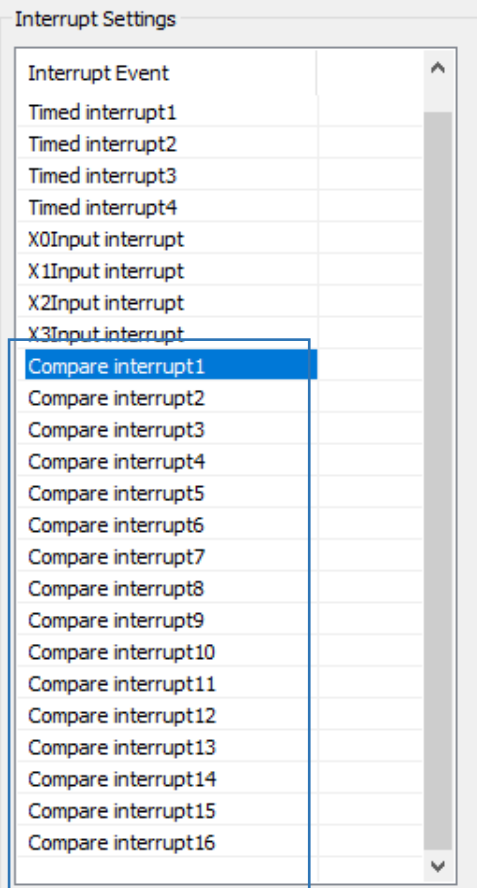 Interrupt Settings
Interrupt Event
Timed interrupt1
Timed interrupt2
Timed interrupt3
Timed interrupt4
X0Input interrupt
X1Input interrupt
X2Input interrupt
X3Input interrupt
Compare interrupt1
Compare interrupt2
Compare interrupt3
Compare interrupt4
Compare interrupt5
Compare interrupt6
Compare interrupt7
Compare interrupt8
Compare interrupt9
Compare interrupt10
Compare interrupt11
Compare interrupt12
Compare interrupt13
Compare interrupt14
Compare interrupt15
Compare interrupt16